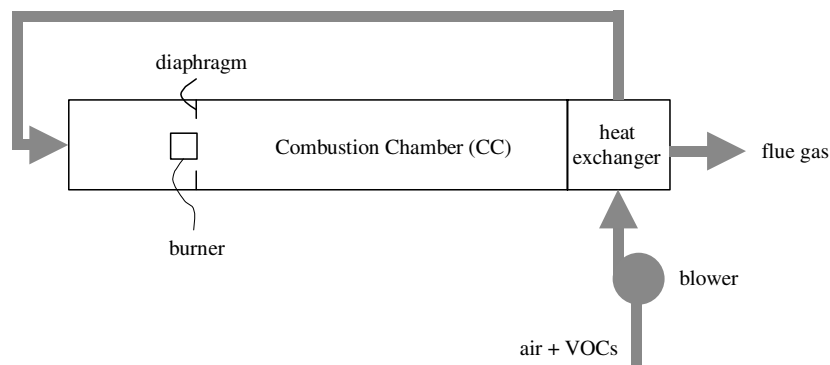 diaphragm
Combustion Chamber (CC)
heat
exchanger
flue gas
burner
blower
air + VOCs